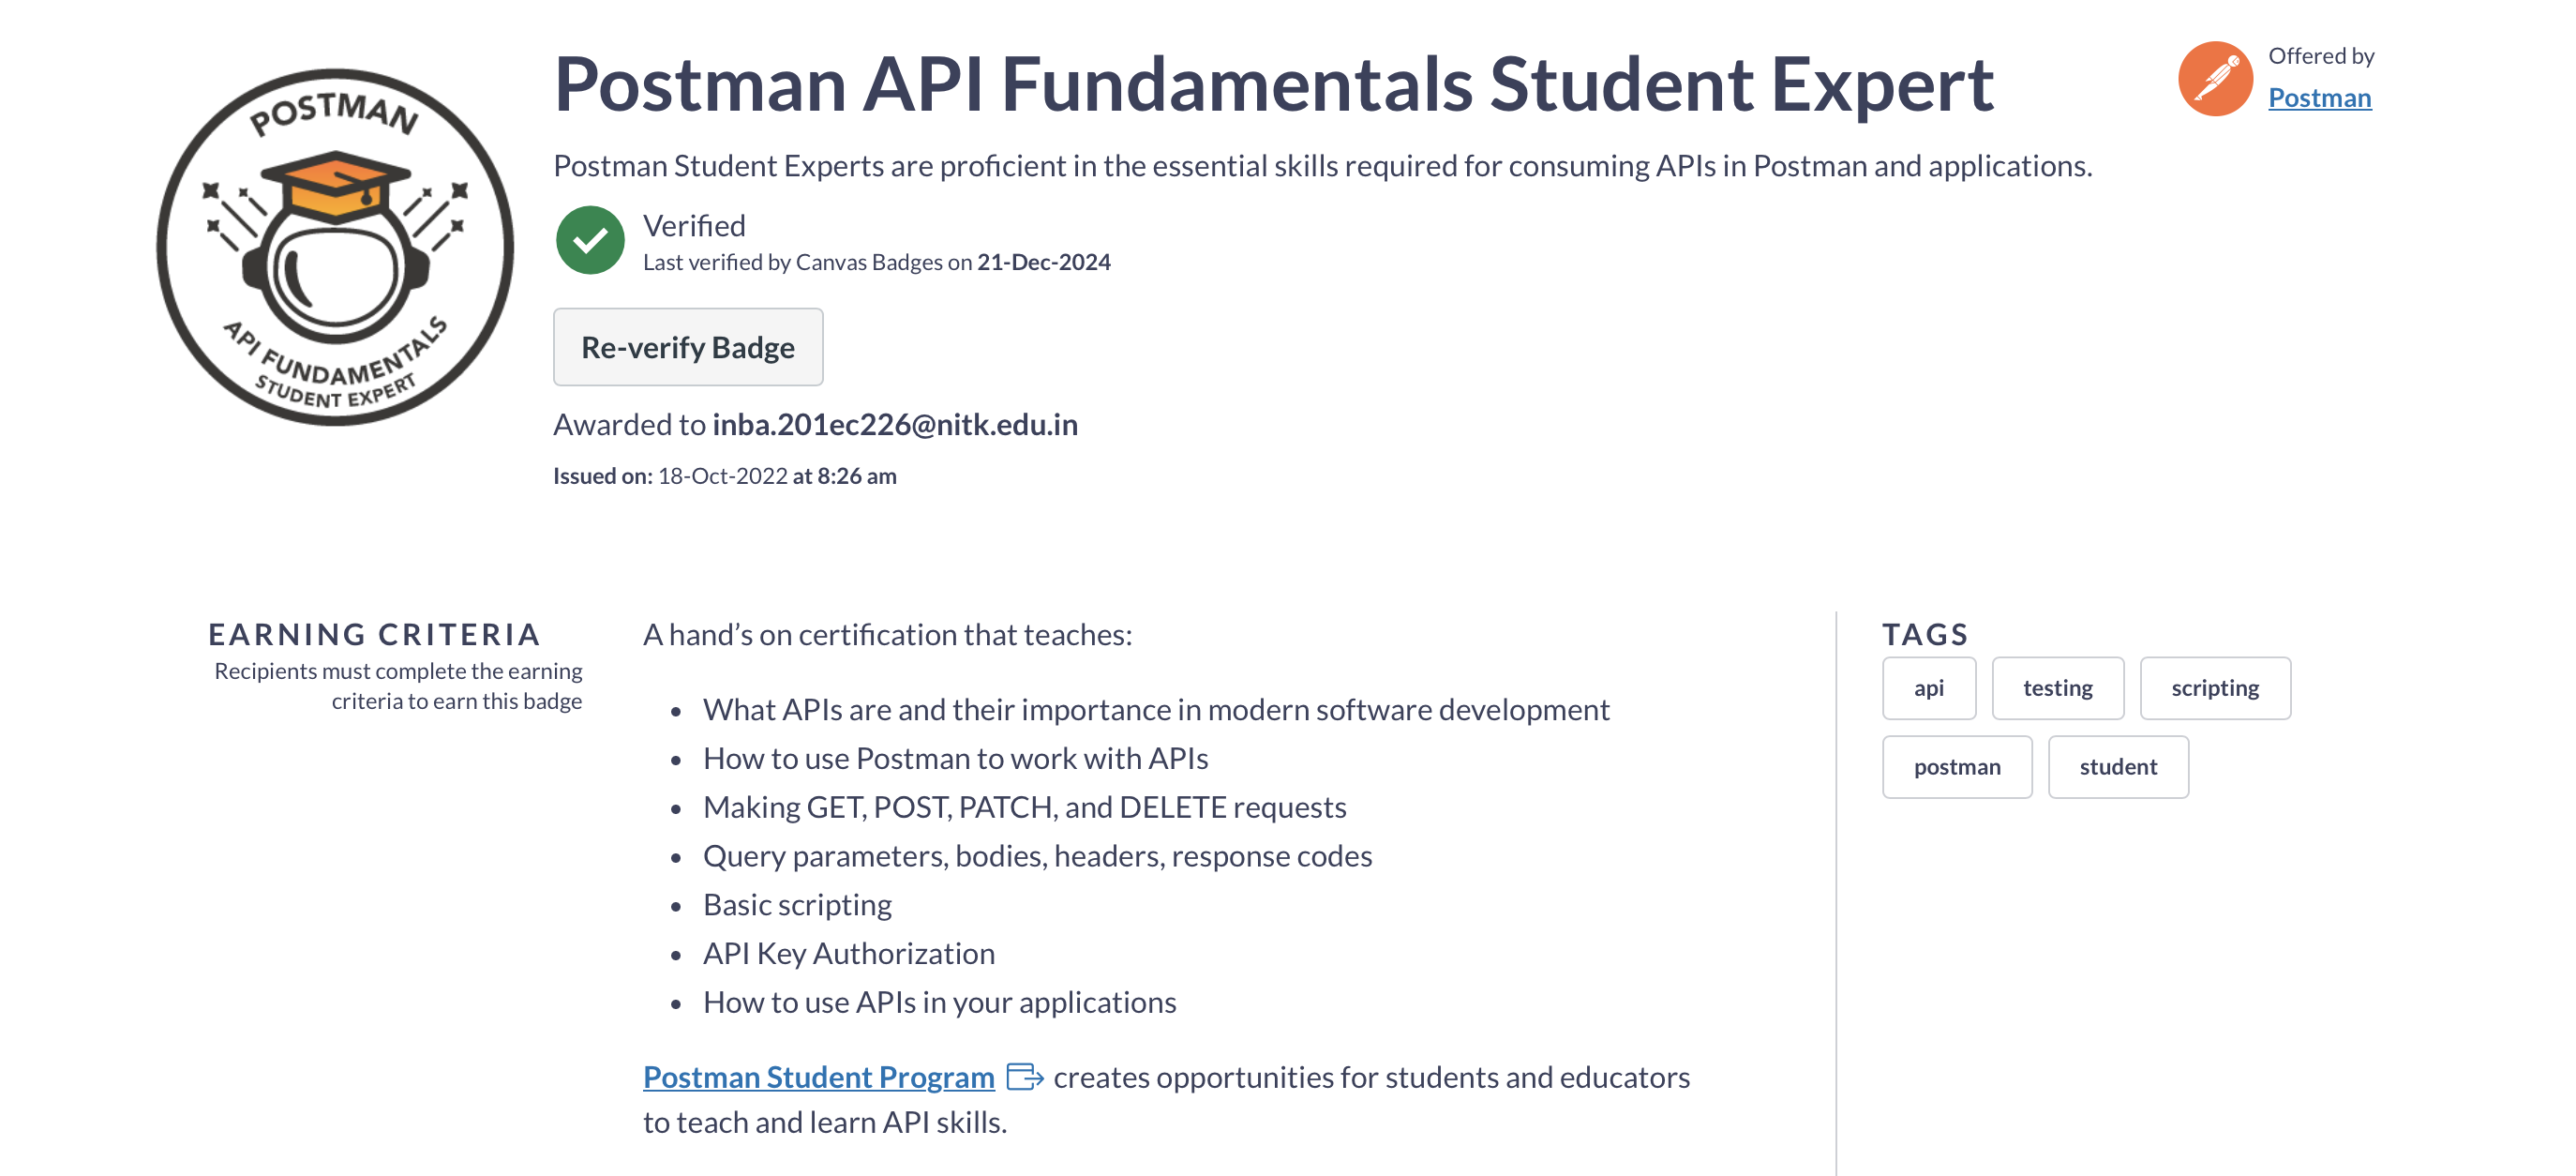 POSTMAN
API FUNDAMENTALS
STUDENT EXPERT
Postman API Fundamentals Student Expert
Offered by
Postman
Postman Student Experts are proficient in the essential skills required for consuming APIs in Postman and applications.
Verified
Last verified by Canvas Badges on 21-Dec-2024
Re-verify Badge
Awarded to inba.201ec226@nitk.edu.in
Issued on: 18-Oct-2022 at 8:26 am
EARNING CRITERIA
Recipients must complete the earning
criteria to earn this badge
A hand’s on certification that teaches:
• What APIs are and their importance in modern software development
• How to use Postman to work with APIs
• Making GET, POST, PATCH, and DELETE requests
• Query parameters, bodies, headers, response codes
• Basic scripting
• API Key Authorization
• How to use APIs in your applications
Postman Student Program creates opportunities for students and educators
to teach and learn API skills.
TAGS
api testing scripting
postman student